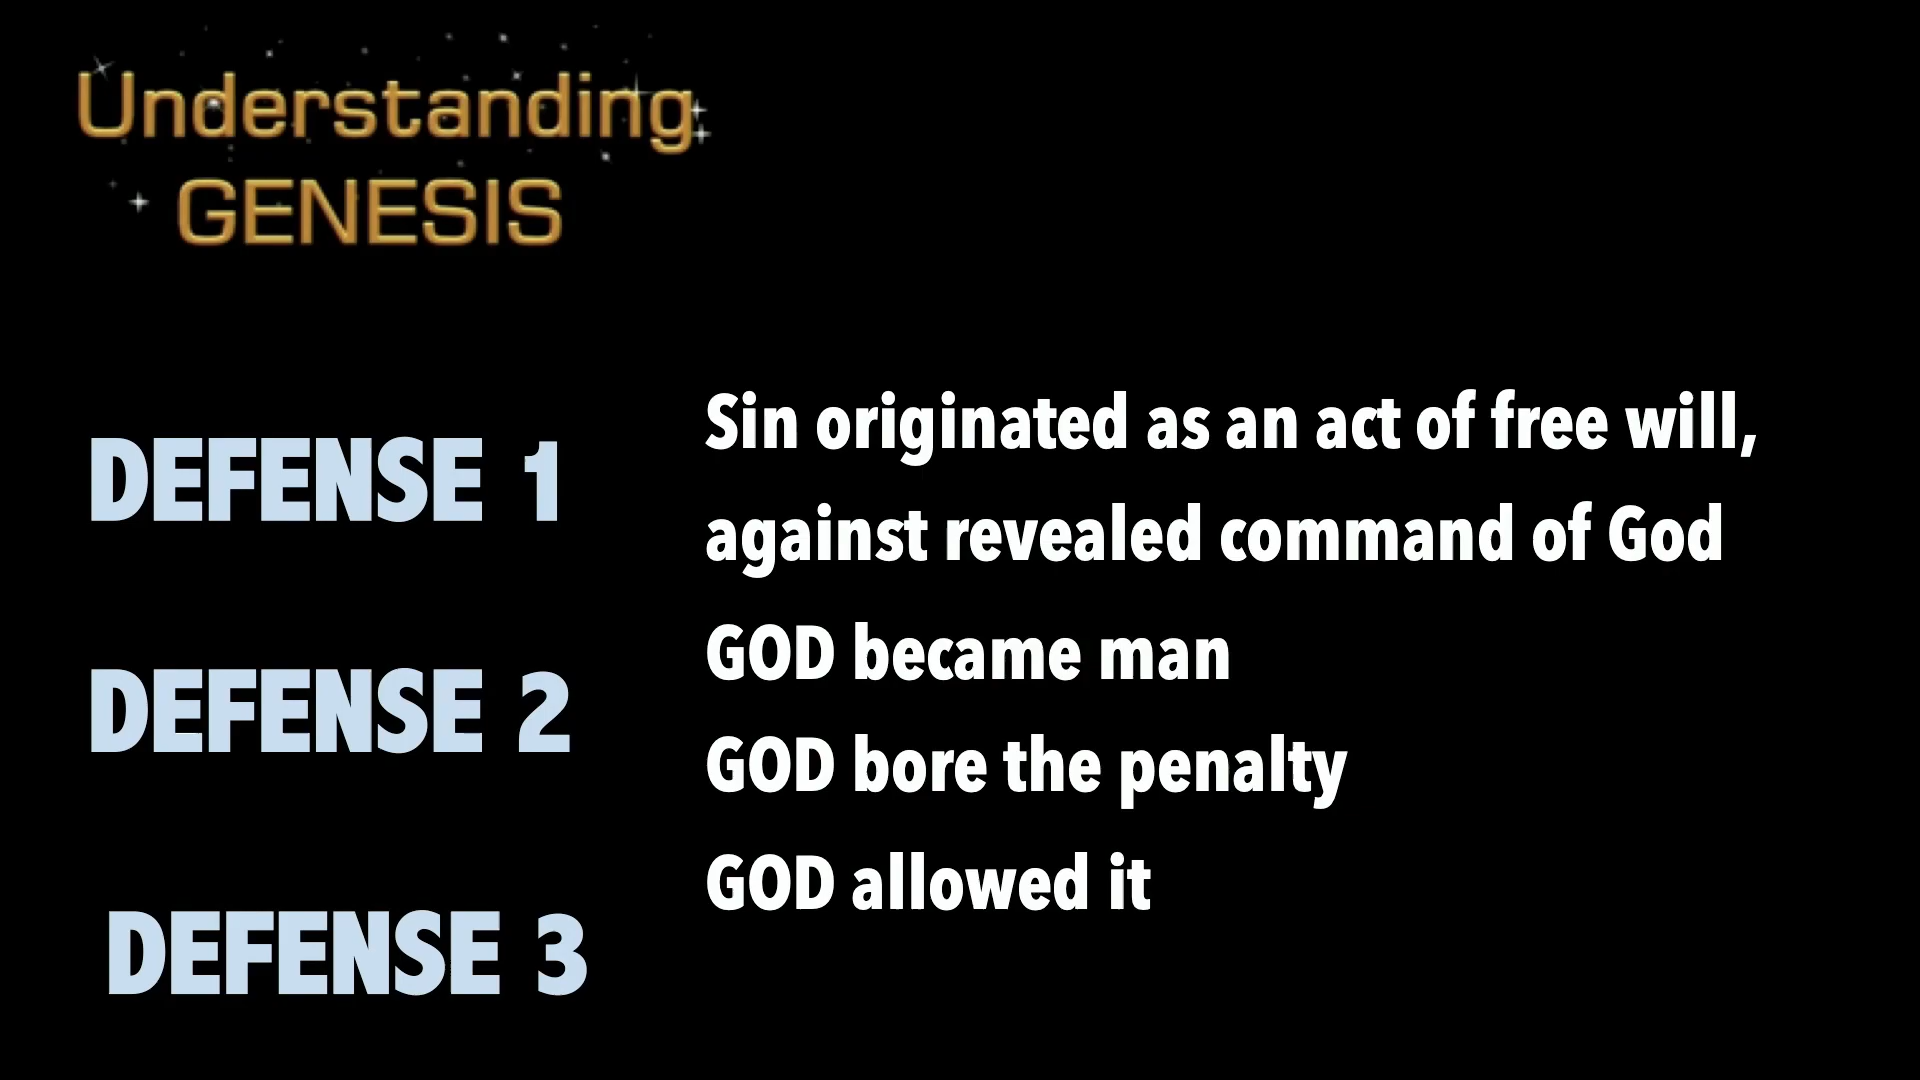 Understanding
GENESIS
DEFENSE 1
Sin originated as an act of free will,
against revealed command of God
DEFENSE 2
GOD became man
GOD bore the penalty
DEFENSE 3
GOD allowed it